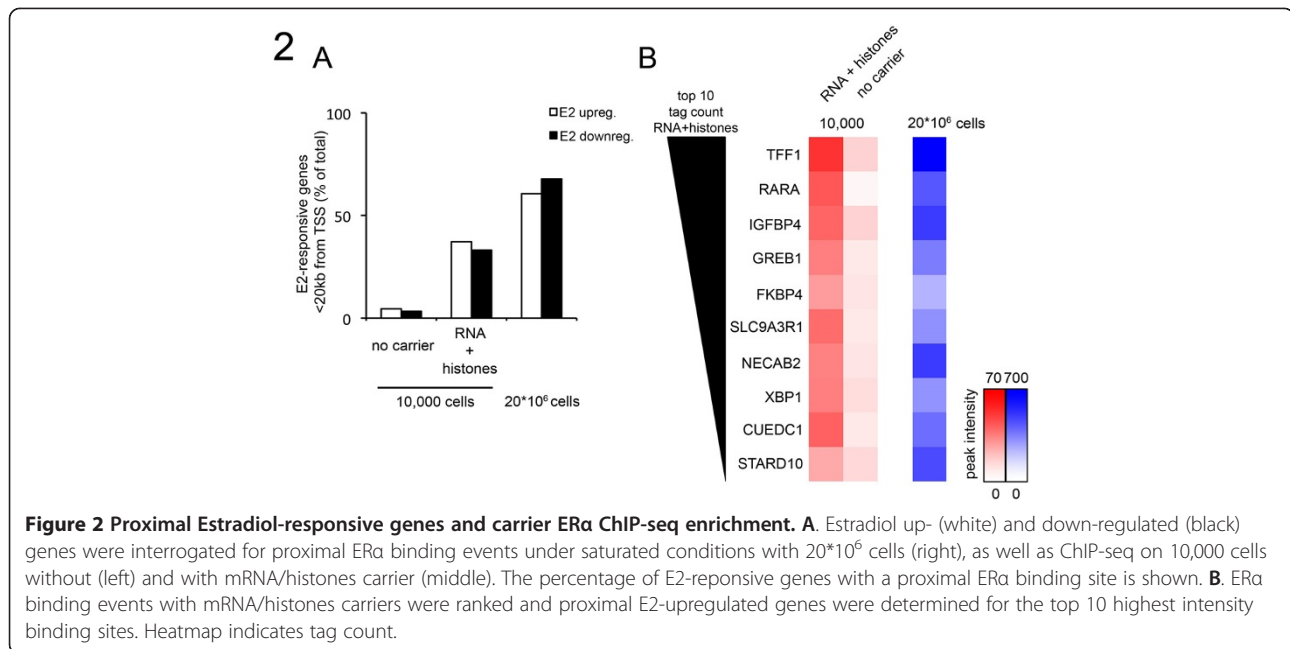 2
A
100
50
0
E2-responsive genes
<20kb from TSS (% of total)
E2 upreg.
E2 downreg.
no carrier
RNA
+
histones
10,000 cells
20*10⁶ cells
B
top 10
tag count
RNA+histones
RNA + histones
no carrier
10,000
20*10⁶ cells
TFF1
RARA
IGFBP4
GREB1
FKBP4
SLC9A3R1
NECAB2
XBP1
CUEDC1
STARD10
70 700
peak intensity
0 0
Figure 2 Proximal Estradiol-responsive genes and carrier ERα ChIP-seq enrichment. A. Estradiol up- (white) and down-regulated (black)
genes were interrogated for proximal ERα binding events under saturated conditions with 20*10⁶ cells (right), as well as ChIP-seq on 10,000 cells
without (left) and with mRNA/histones carrier (middle). The percentage of E2-reponsive genes with a proximal ERα binding site is shown. B. ERα
binding events with mRNA/histones carriers were ranked and proximal E2-upregulated genes were determined for the top 10 highest intensity
binding sites. Heatmap indicates tag count.